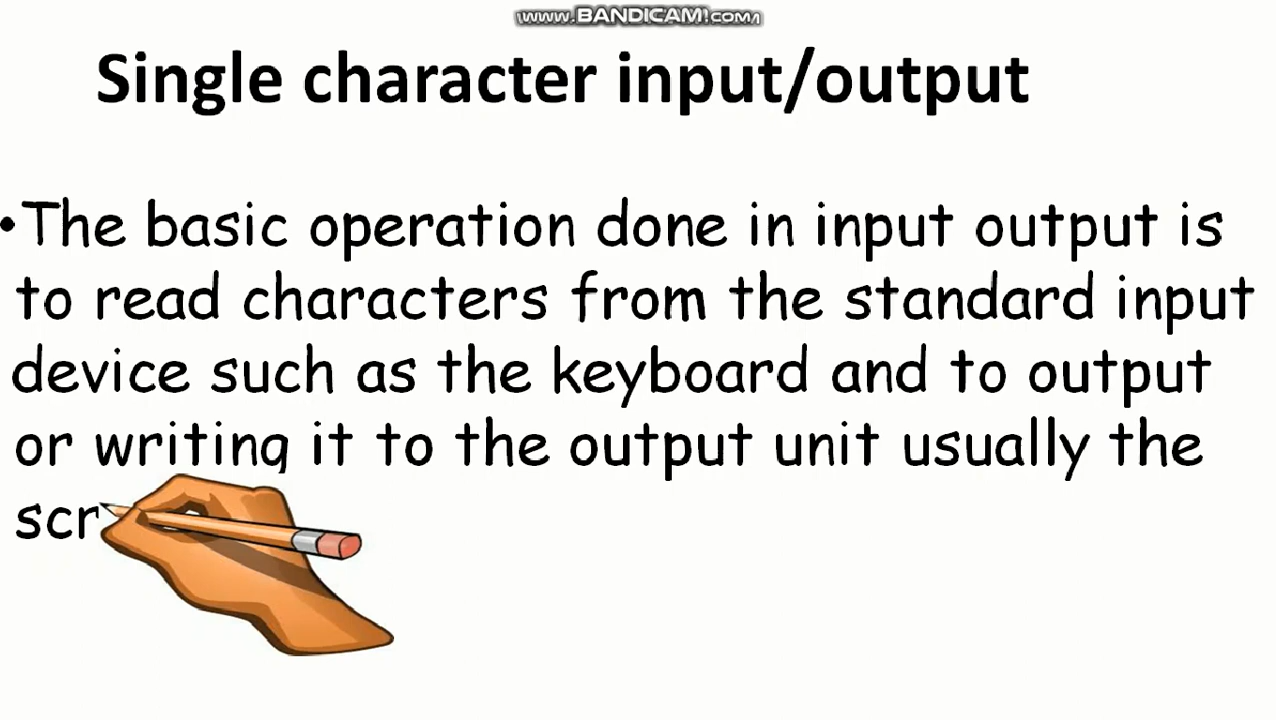 www.BANDICAM.com
Single character input/output
•The basic operation done in input output is
to read characters from the standard input
device such as the keyboard and to output
or writing it to the output unit usually the
scr